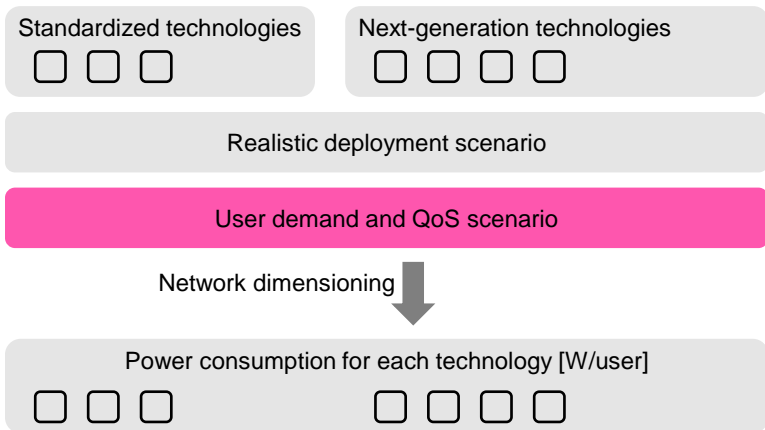 Standardized technologies
Next-generation technologies
Realistic deployment scenario
User demand and QoS scenario
Network dimensioning
Power consumption for each technology [W/user]